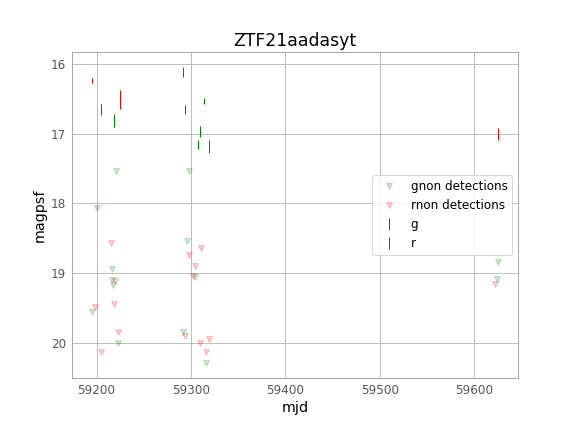 ZTF21aadasyt
16
17
18
19
20
magpsf
gnon detections
rnon detections
g
r
59200
59300
59400
59500
59600
mjd